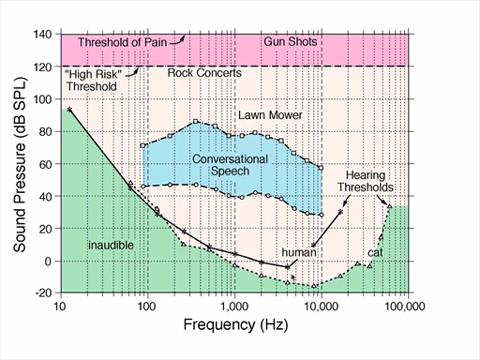 140
120
100
80
60
40
20
0
-20
Sound Pressure (dB SPL)
Threshold of Pain
Gun Shots
"High Risk"
Threshold
Rock Concerts
Lawn Mower
Conversational
Speech
Hearing
Thresholds
inaudible
human
cat
10
100
1,000
10,000
100,000
Frequency (Hz)